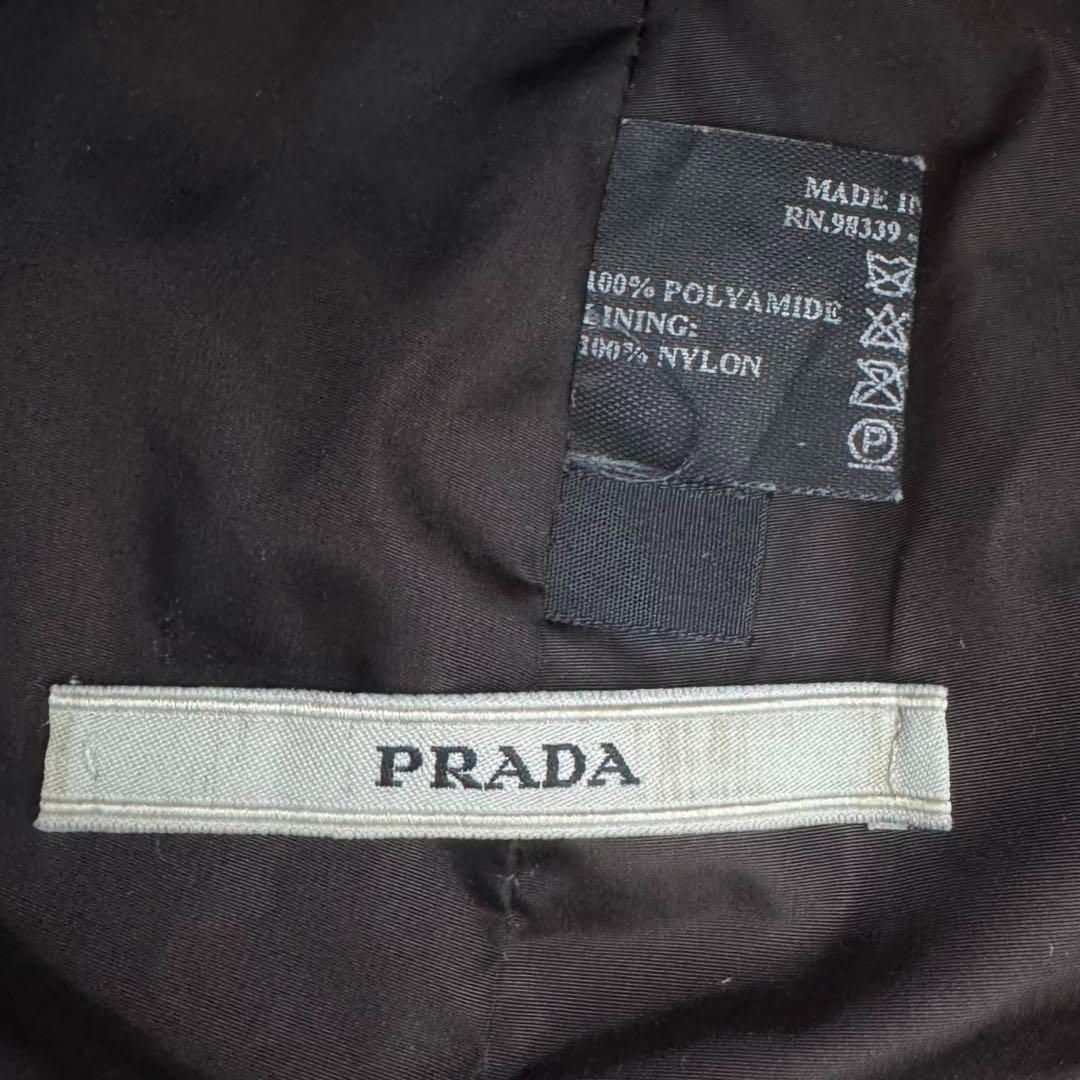 MADE IN
RN.98339 -
100% POLYAMIDE
LINING:
100% NYLON
P
PRADA